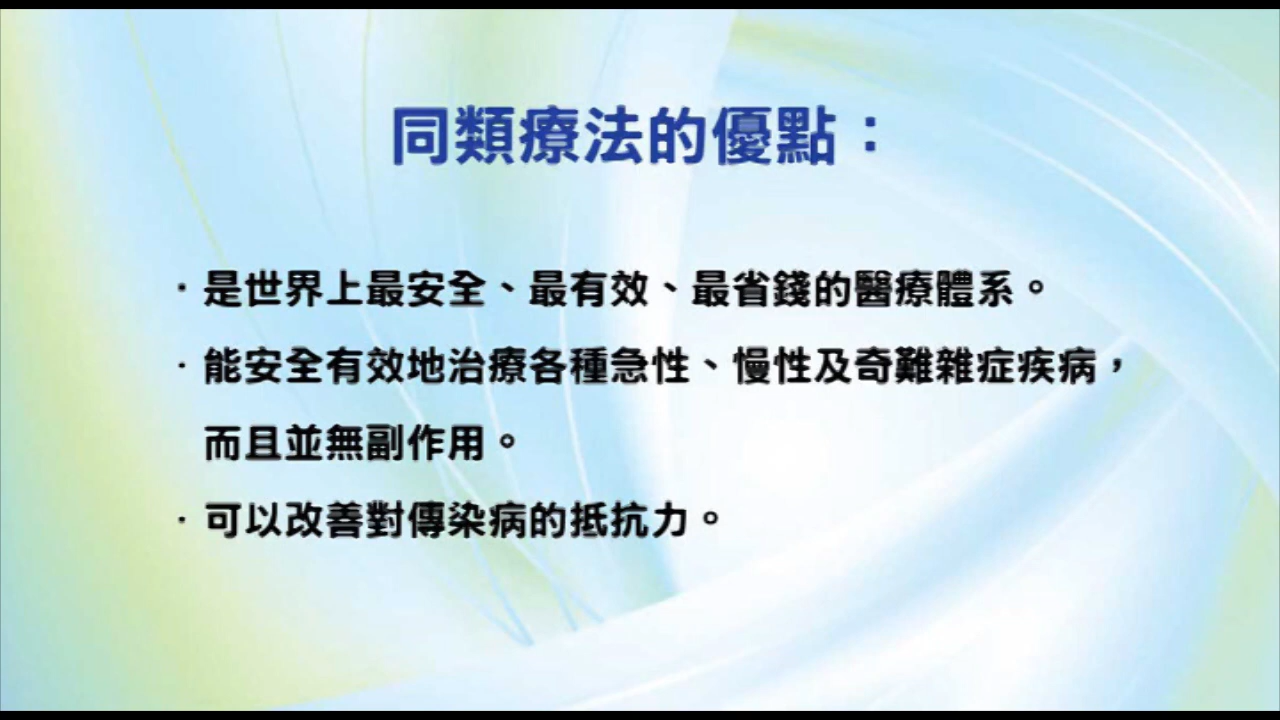 同類療法的優點：
·是世界上最安全、最有效、最省錢的醫療體系。
·能安全有效地治療各種急性、慢性及奇難雜症疾病，
而且並無副作用。
·可以改善對傳染病的抵抗力。